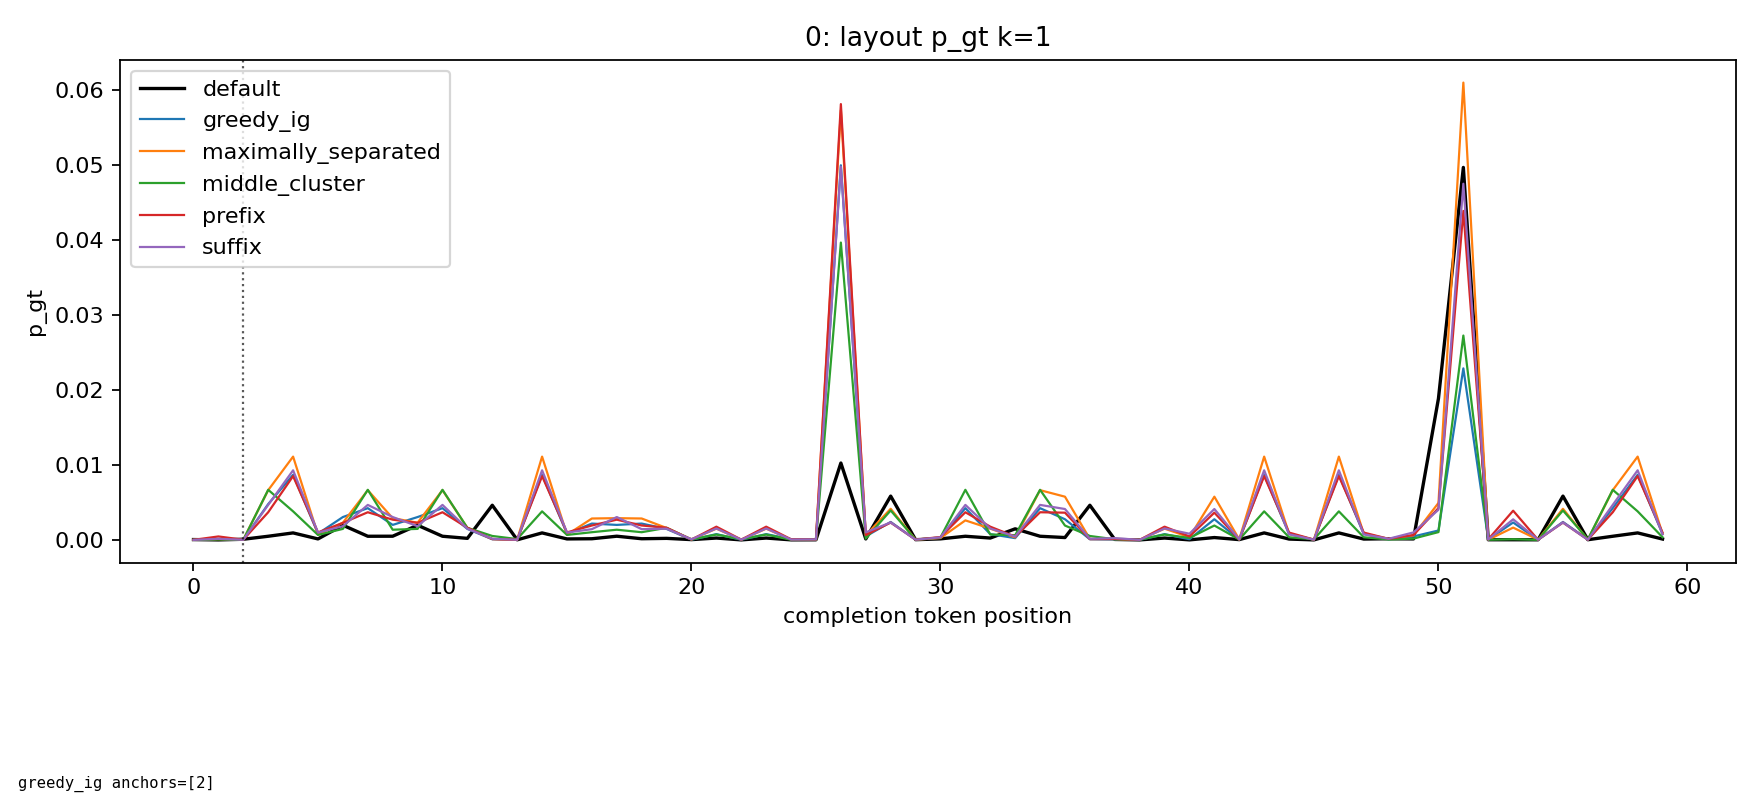 0: layout p_gt k=1
default
greedy_ig
maximally_separated
middle_cluster
prefix
suffix
p_gt
0.06
0.05
0.04
0.03
0.02
0.01
0.00
0 10 20 30 40 50 60
completion token position
greedy_ig anchors=[2]